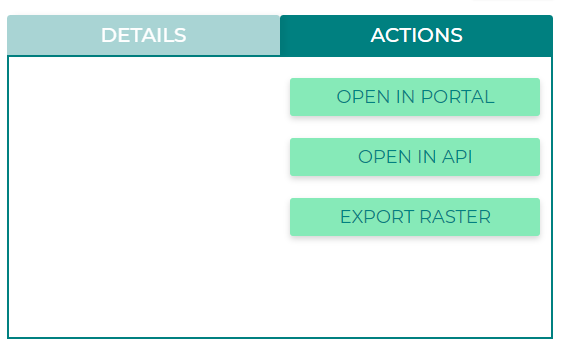 DETAILS
ACTIONS
OPEN IN PORTAL
OPEN IN API
EXPORT RASTER